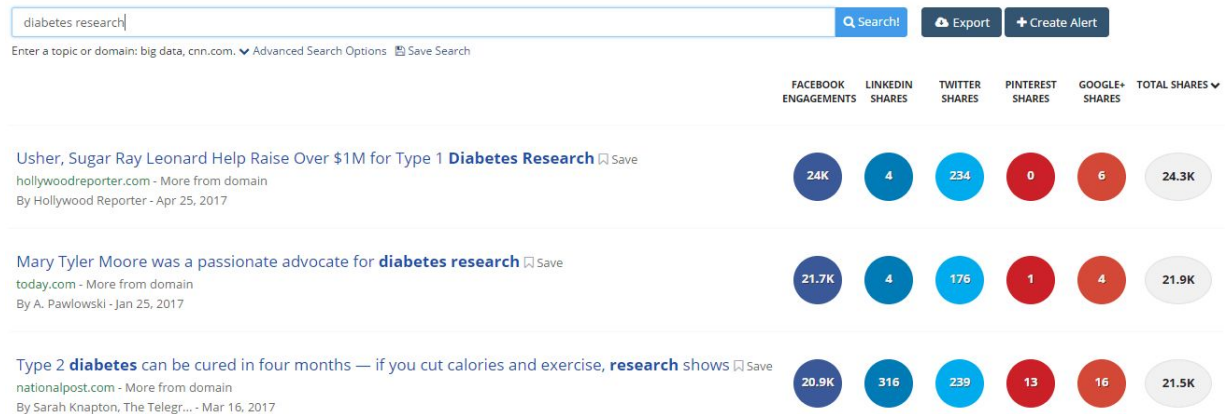 diabetes research
Search!
Export
Create Alert
Enter a topic or domain: big data, cnn.com. Advanced Search Options Save Search
FACEBOOK ENGAGEMENTS
LINKEDIN SHARES
TWITTER SHARES
PINTEREST SHARES
GOOGLE+ SHARES
TOTAL SHARES
Usher, Sugar Ray Leonard Help Raise Over $1M for Type 1 Diabetes Research Save
24K 4 234 0 6 24.3K
hollywoodreporter.com - More from domain
By Hollywood Reporter - Apr 25, 2017
Mary Tyler Moore was a passionate advocate for diabetes research Save
21.7K 4 176 1 4 21.9K
today.com - More from domain
By A. Pawlowski - Jan 25, 2017
Type 2 diabetes can be cured in four months — if you cut calories and exercise, research shows Save
20.9K 316 239 13 16 21.5K
nationalpost.com - More from domain
By Sarah Knapton, The Telegr... - Mar 16, 2017